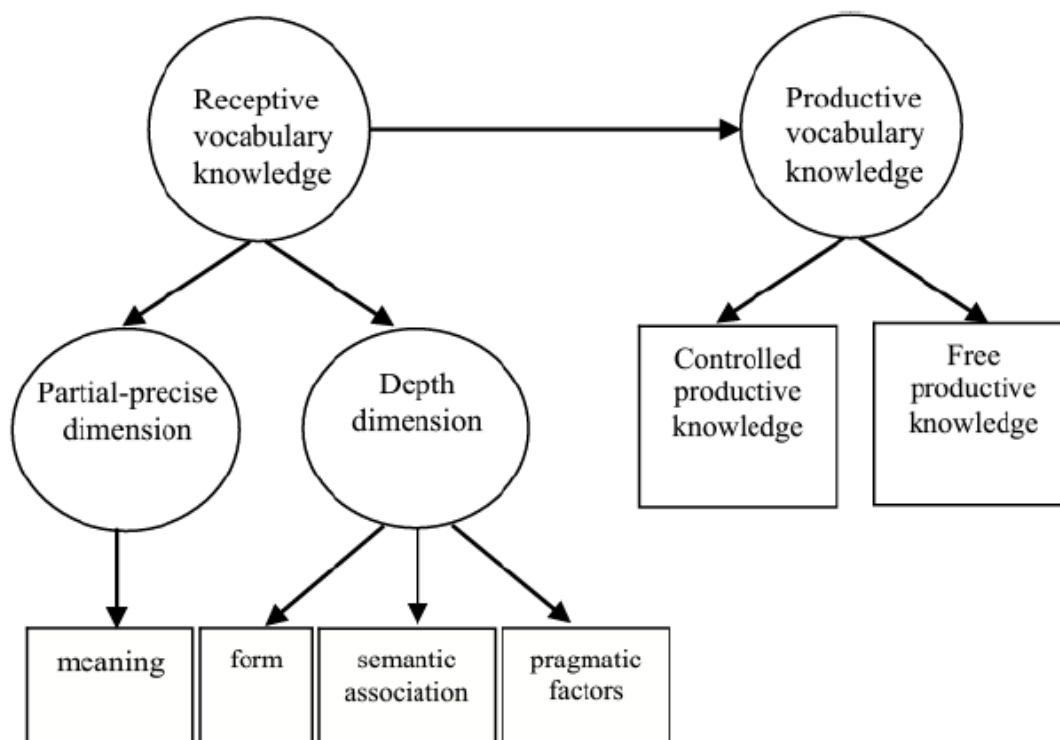 Receptive
vocabulary
knowledge
Productive
vocabulary
knowledge
Partial-precise
dimension
Depth
dimension
Controlled
productive
knowledge
Free
productive
knowledge
meaning
form
semantic
association
pragmatic
factors